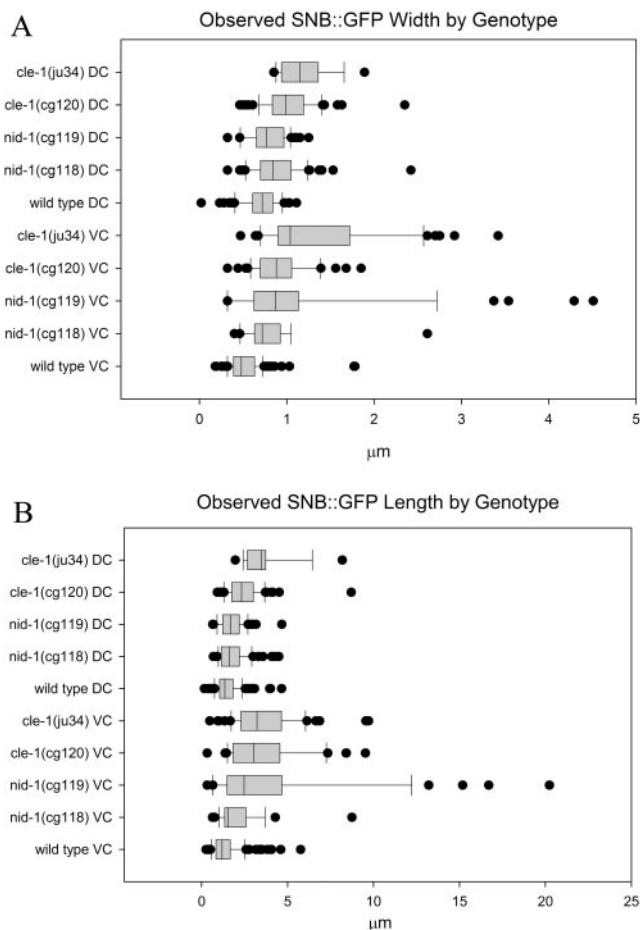 A
Observed SNB::GFP Width by Genotype
cle-1(ju34) DC
cle-1(cg120) DC
nid-1(cg119) DC
nid-1(cg118) DC
wild type DC
cle-1(ju34) VC
cle-1(cg120) VC
nid-1(cg119) VC
nid-1(cg118) VC
wild type VC
0 1 2 3 4 5
μm
B
Observed SNB::GFP Length by Genotype
cle-1(ju34) DC
cle-1(cg120) DC
nid-1(cg119) DC
nid-1(cg118) DC
wild type DC
cle-1(ju34) VC
cle-1(cg120) VC
nid-1(cg119) VC
nid-1(cg118) VC
wild type VC
0 5 10 15 20 25
μm